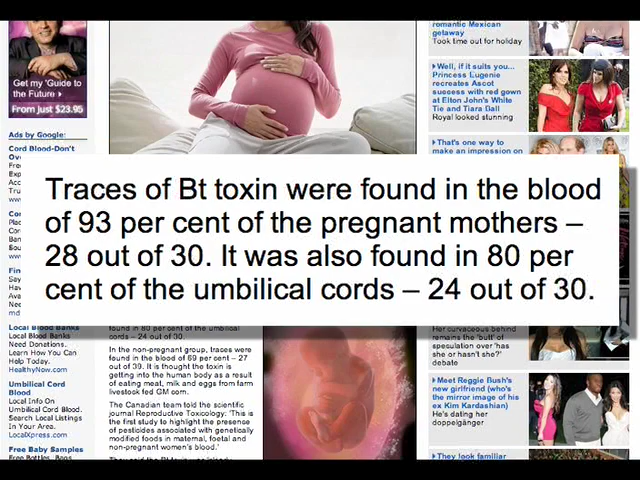 Get my 'Guide to
the Future
From just $23.95
Ads by Google:
Cord Blood-Don't
Traces of Bt toxin were found in the blood
of 93 per cent of the pregnant mothers –
28 out of 30. It was also found in 80 per
cent of the umbilical cords – 24 out of 30.
Local Blood Banks
Local Blood Banks
Need Donations.
Learn How You Can
Help Today.
HealthyNow.com
Umbilical Cord
Blood
Local Info On
Umbilical Cord Blood.
Search Local Listings
In Your Area.
LocalXpress.com
Free Baby Samples
Free Bottles, Bags,
found in 80 per cent of the umbilical
cords – 24 out of 30.
In the non-pregnant group, traces were
found in the blood of 69 per cent – 27
out of 39. It is thought the toxin is
getting into the human body as a result
of eating meat, milk and eggs from farm
livestock fed GM corn.
The Canadian team told the scientific
journal Reproductive Toxicology: 'This is
the first study to highlight the presence
of pesticides associated with genetically
modified foods in maternal, foetal and
non-pregnant women's blood.'
romantic Mexican
getaway
Took time out for holiday
Well, if it suits you...
Princess Eugenie
recreates Ascot
success with red gown
at Elton John's White
Tie and Tiara Ball
Royal looked stunning
That's one way to
make an impression on
Her curvaceous behind
remains the 'butt' of
speculation over 'has
she or hasn't she?'
debate
Meet Reggie Bush's
new girlfriend (who's
the mirror image of his
ex Kim Kardashian)
He's dating her
doppelgänger
They look familiar